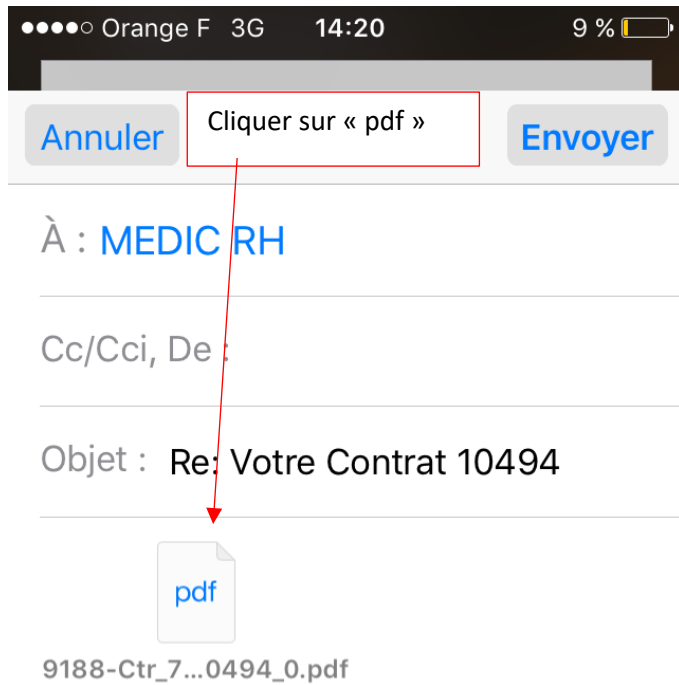 Orange F 3G 14:20 9 %
Annuler Cliquer sur « pdf » Envoyer
À : MEDIC RH
Cc/Cci, De :
Objet : Re: Votre Contrat 10494
pdf
9188-Ctr_7...0494_0.pdf